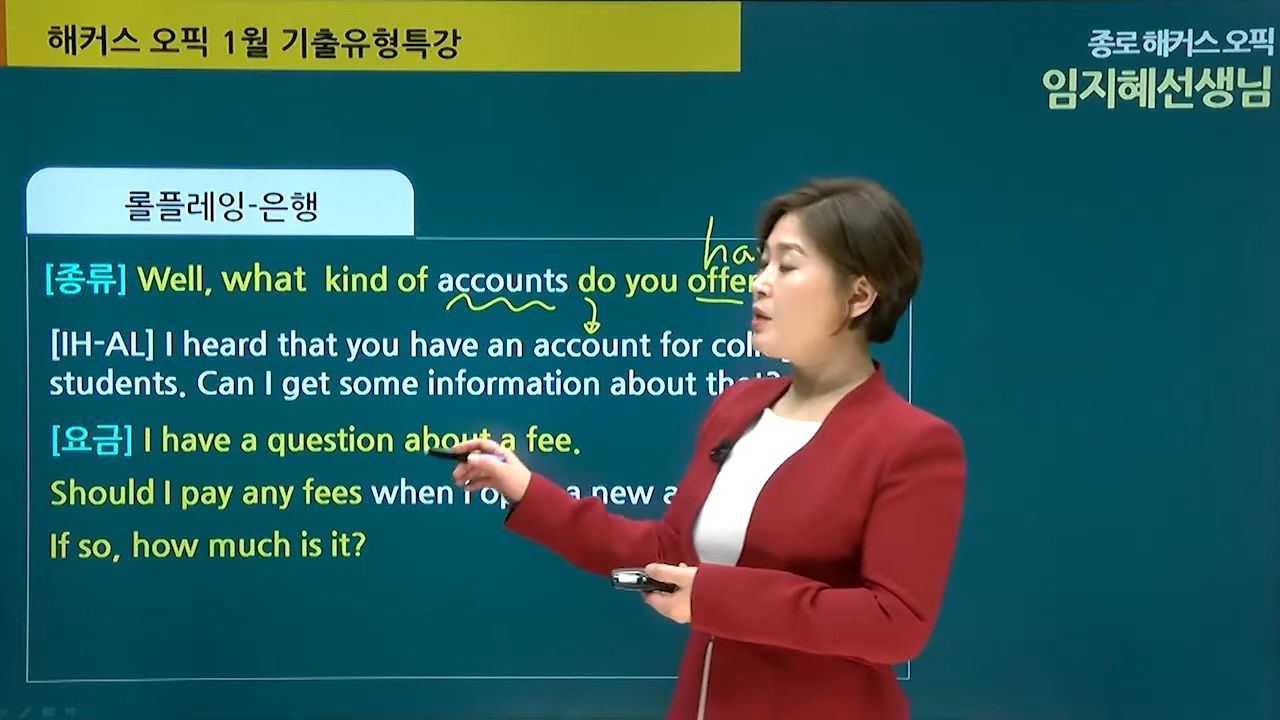 해커스 오픽 1월 기출유형특강
종로 해커스 오픽
임지혜선생님
롤플레잉-은행
[종류] Well, what kind of accounts do you
[IH-AL] I heard that you have an account for
students. Can I get some information about
[요금] I have a question about a fee.
Should I pay any fees when I a new
If so, how much is it?